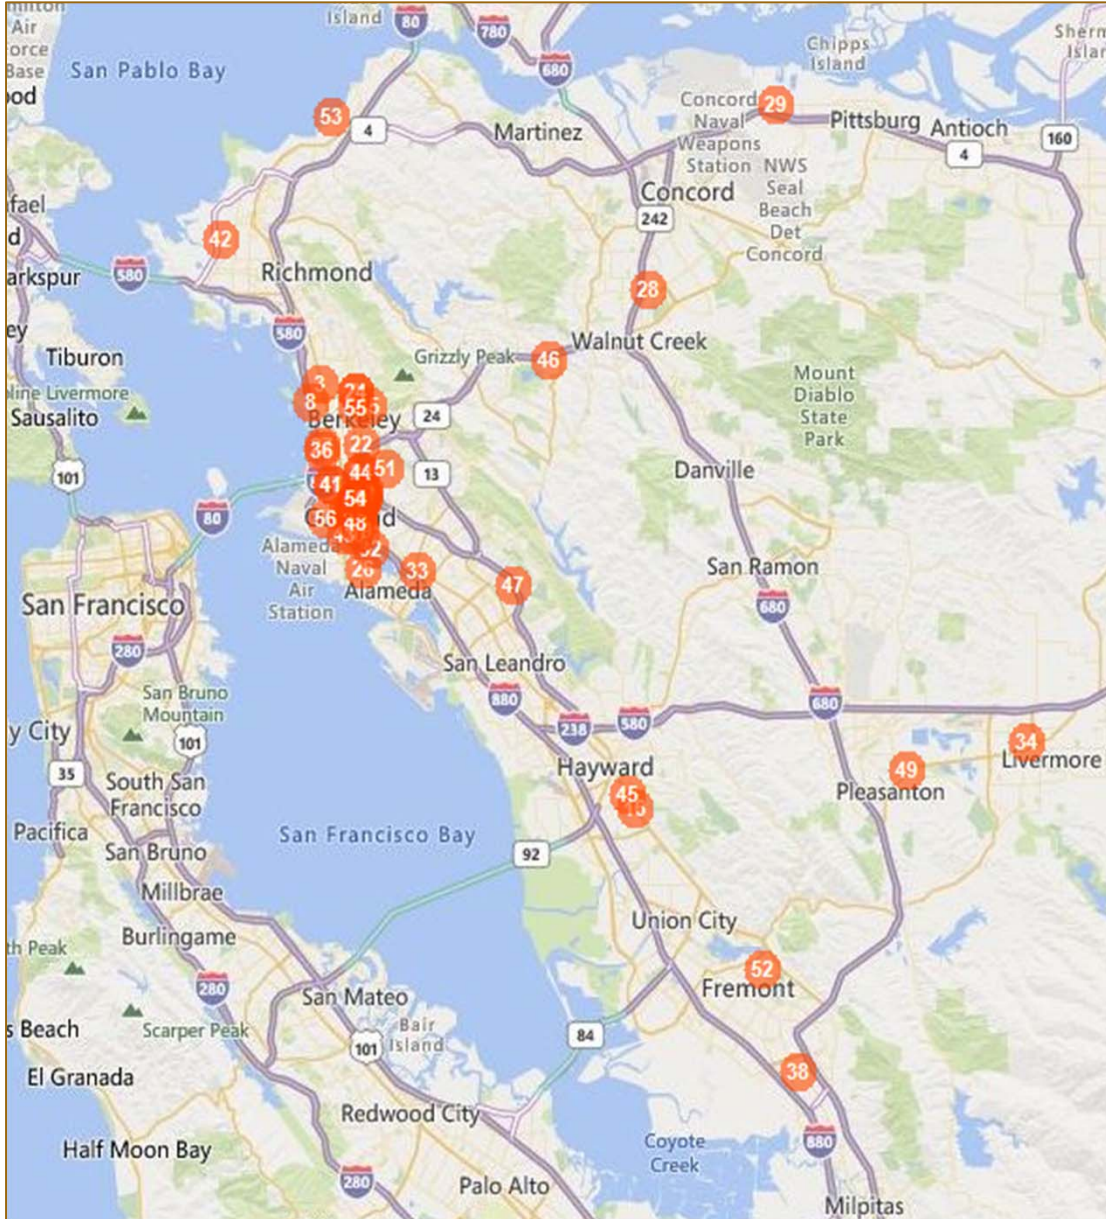 Island
80
780
680
Chipps
Island
San Pablo Bay
Air
Base
53
4
Martinez
Concord
Naval
Weapons
Station
29
Pittsburg
Antioch
4
160
NWS
Seal
Beach
Det
Concord
Concord
242
42
580
Richmond
28
580
Tiburon
Grizzly Peak
46
Walnut Creek
Mount
Diablo
State
Park
Sausalito
3
8
24
55
Berkeley
24
101
36
22
44
51
13
Danville
41
54
80
56
48
Alameda
Naval
Air
Station
26
33
Alameda
47
San Ramon
San Francisco
680
280
San Leandro
San Bruno
Mountain
880
680
y City
101
238
580
34
Livermore
35
South San
Francisco
Hayward
49
Pleasanton
45
Pacifica
San Francisco Bay
San Bruno
92
Millbrae
Union City
Burlingame
th Peak
52
Fremont
280
San Mateo
s Beach
Scarper Peak
Bair
Island
101
84
El Granada
38
Redwood City
Half Moon Bay
Coyote
Creek
880
280
Palo Alto
Milpitas